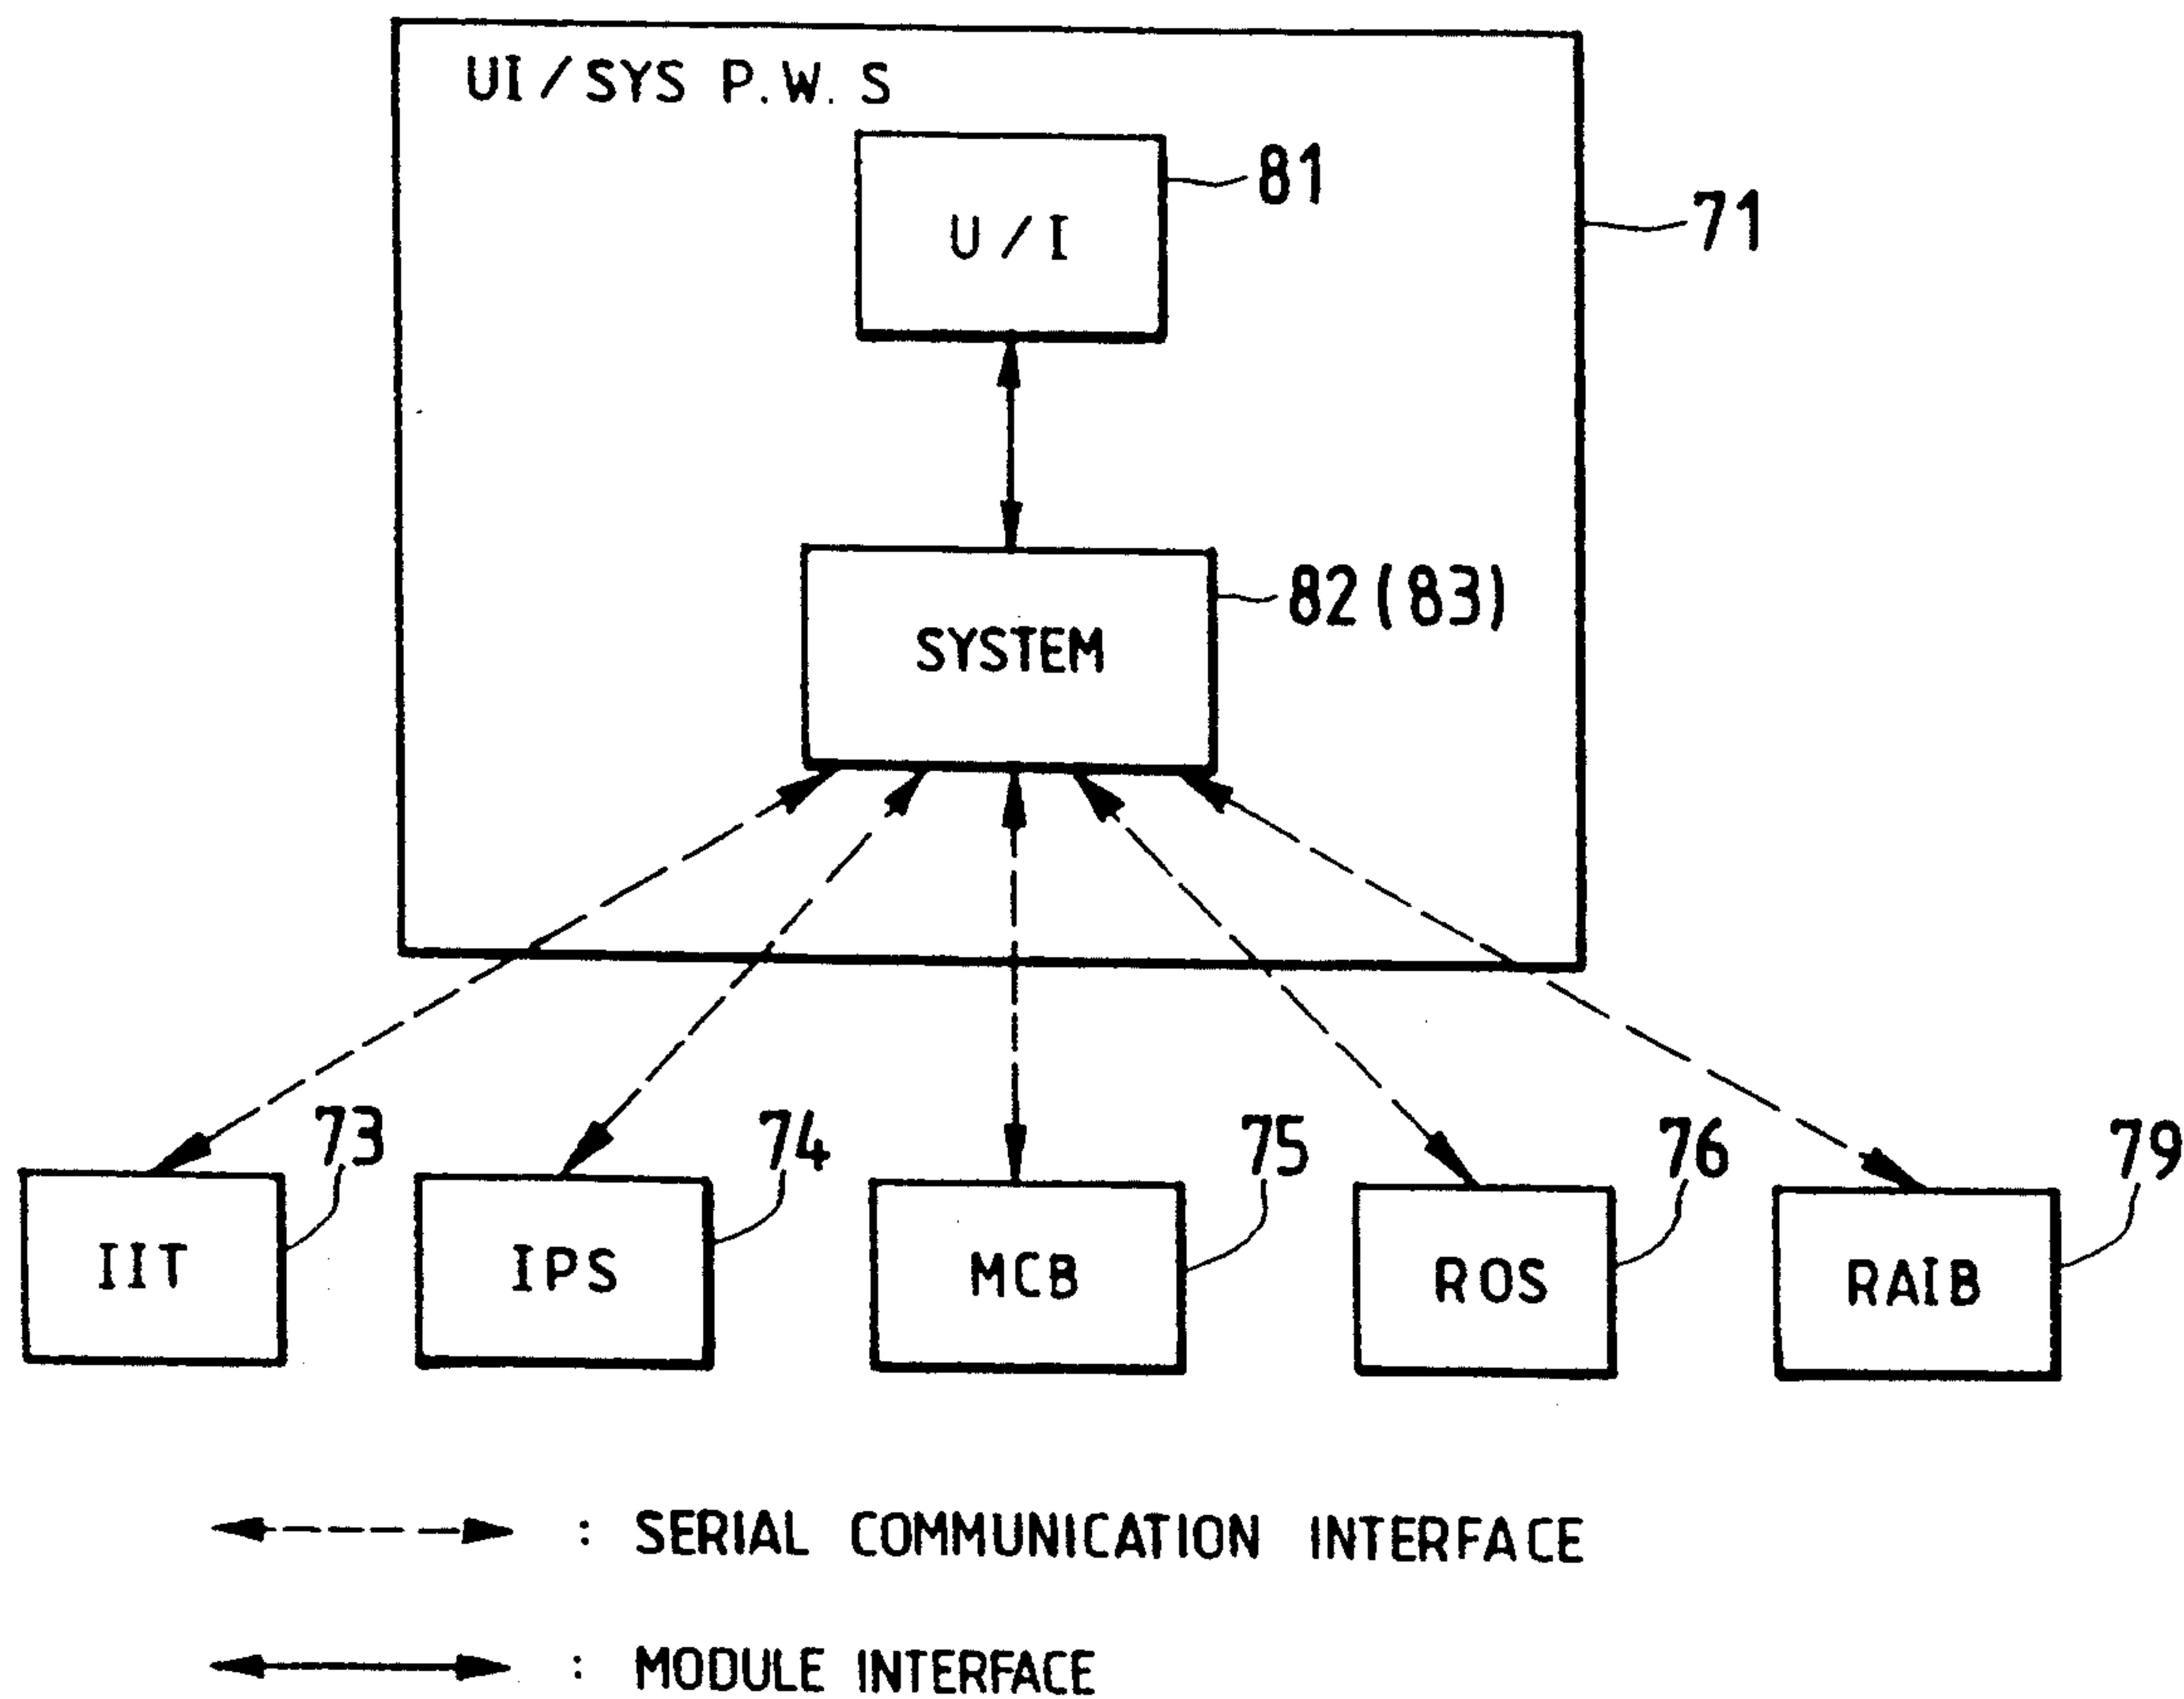 UI/SYS P.W.S
81
U/I
71
82(83)
SYSTEM
73
74
75
76
79
IIT
IPS
MCB
ROS
RAIB
: SERIAL COMMUNICATION INTERFACE
: MODULE INTERFACE